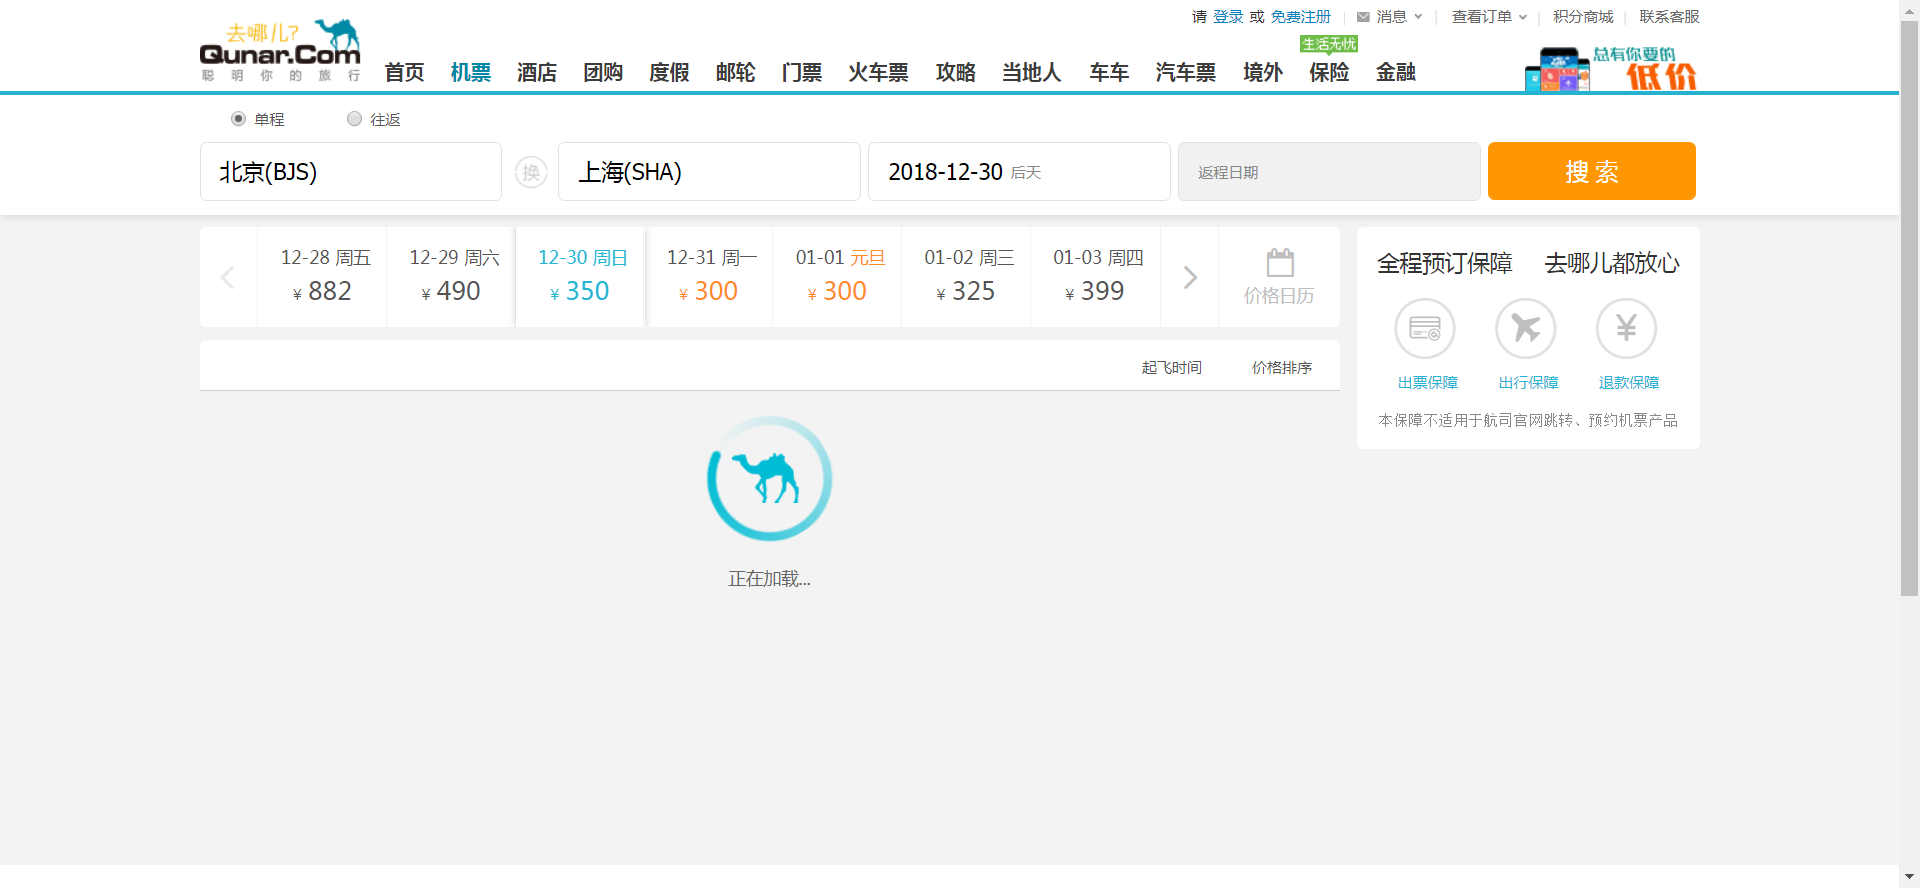 请 登录 或 免费注册 消息 查看订单 积分商城 联系客服
去哪儿?
Qunar.Com
聪明你的旅行
生活无忧
首页 机票 酒店 团购 度假 邮轮 门票 火车票 攻略 当地人 车车 汽车票 境外 保险 金融
总有你要的
低价
单程 往返
北京(BJS) 换 上海(SHA) 2018-12-30 后天 返程日期 搜索
12-28 周五 12-29 周六 12-30 周日 12-31 周一 01-01 元旦 01-02 周三 01-03 周四
¥ 882 ¥ 490 ¥ 350 ¥ 300 ¥ 300 ¥ 325 ¥ 399
价格日历
全程预订保障 去哪儿都放心
¥
出票保障 出行保障 退款保障
本保障不适用于航司官网跳转、预约机票产品
起飞时间 价格排序
正在加载...